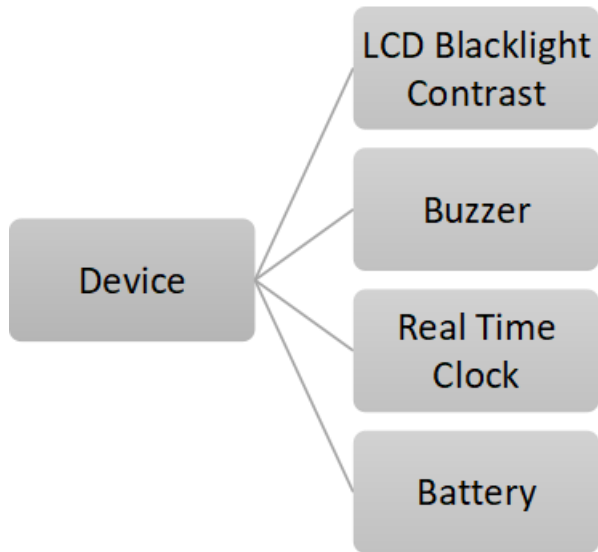 LCD Blacklight
Contrast
Buzzer
Device
Real Time
Clock
Battery